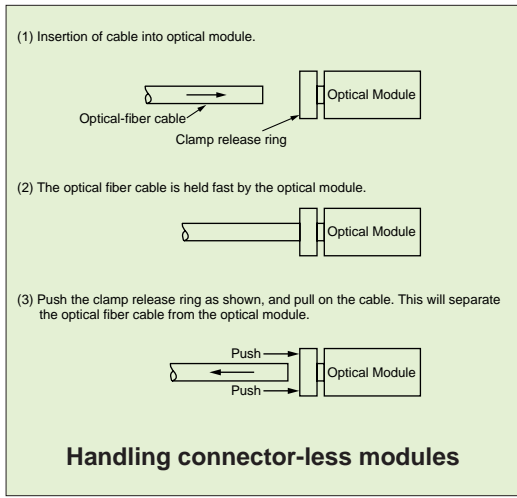 (1) Insertion of cable into optical module.
Optical Module
Optical-fiber cable
Clamp release ring
(2) The optical fiber cable is held fast by the optical module.
Optical Module
(3) Push the clamp release ring as shown, and pull on the cable. This will separate
the optical fiber cable from the optical module.
Push
Optical Module
Push
Handling connector-less modules